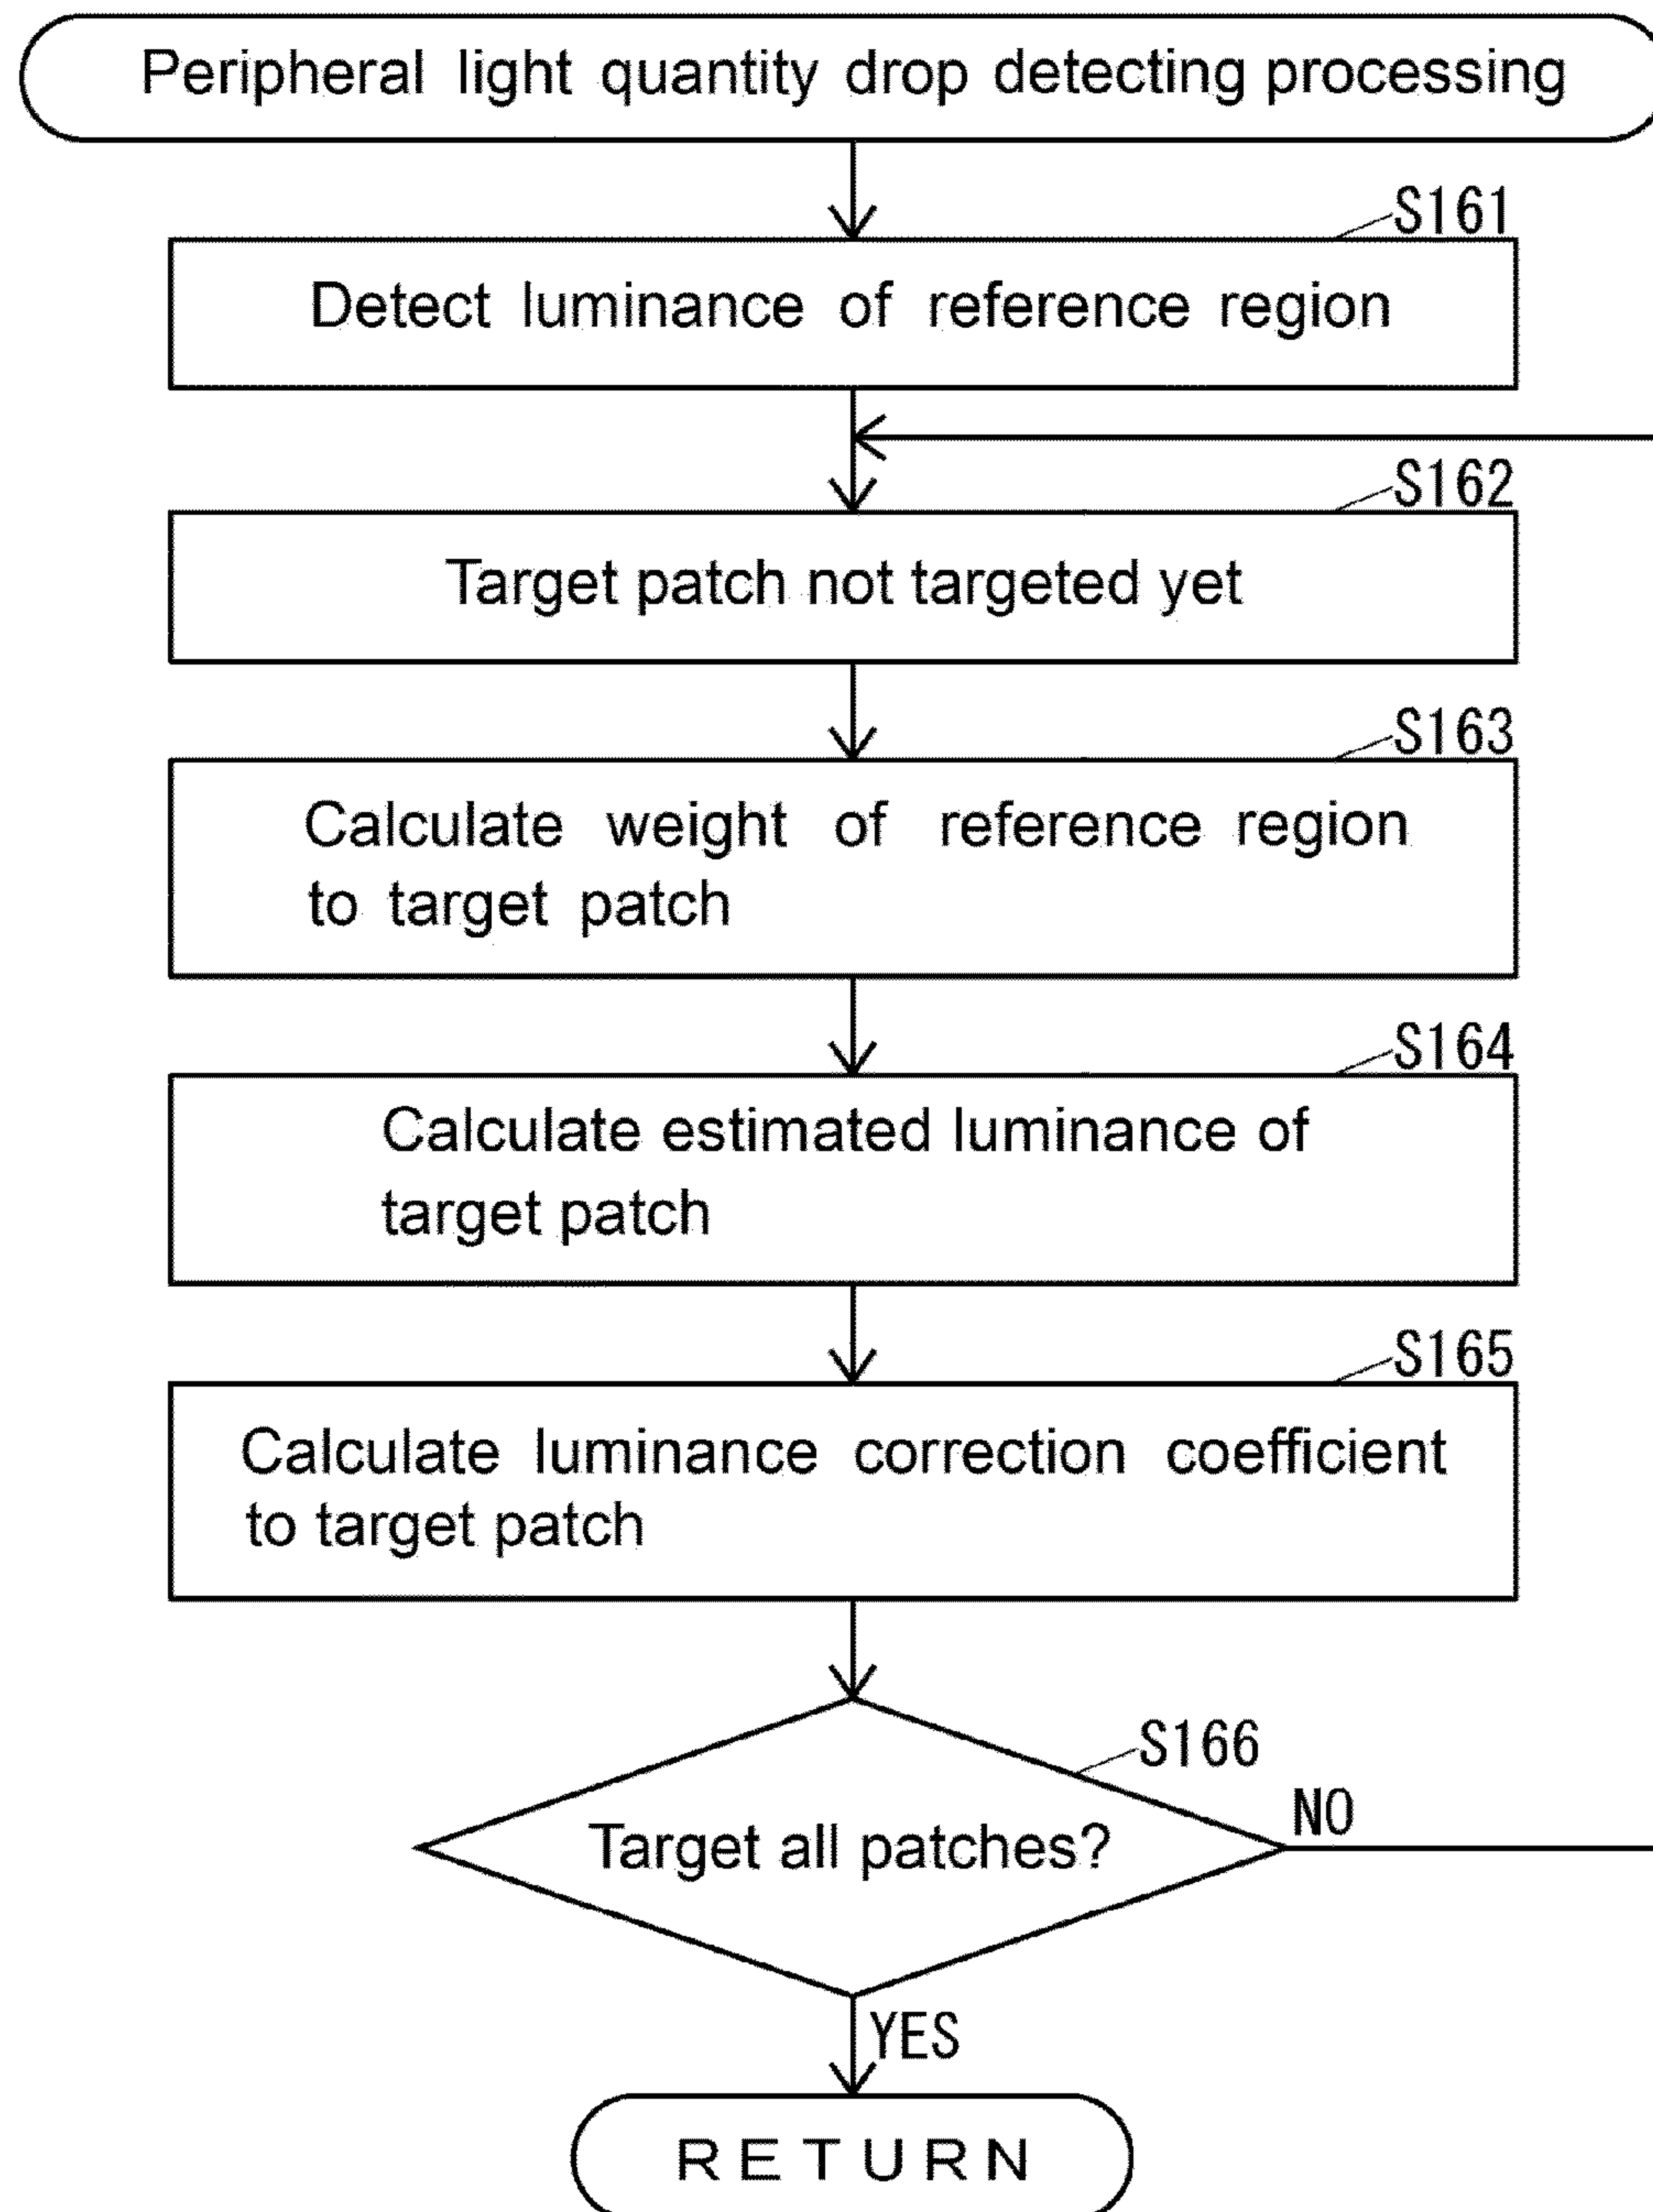 Peripheral light quantity drop detecting processing
S161
Detect luminance of reference region
S162
Target patch not targeted yet
S163
Calculate weight of reference region
to target patch
S164
Calculate estimated luminance of
target patch
S165
Calculate luminance correction coefficient
to target patch
S166
Target all patches?
NO
YES
RETURN